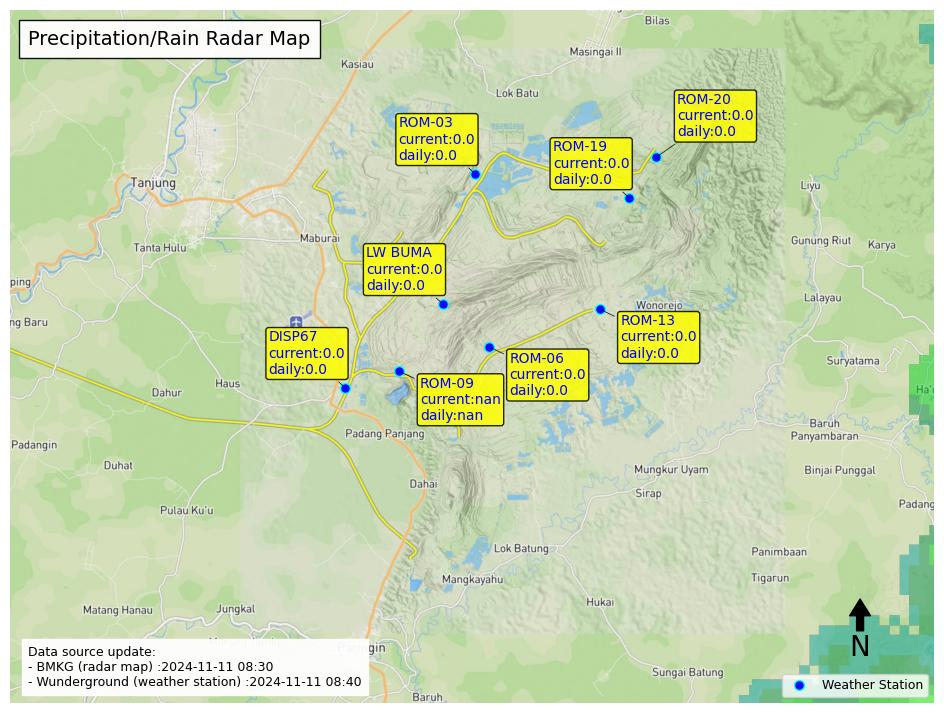 Precipitation/Rain Radar Map
Bilas
Masingai II
Kasiau
Lok Batu
ROM-20
current:0.0
daily:0.0
ROM-03
current:0.0
daily:0.0
ROM-19
current:0.0
daily:0.0
Tanjung
Liyu
Maburai
Tanta Hulu
Gunung Riut
Karya
LW BUMA
current:0.0
daily:0.0
ping
Lalayau
Wonorejo
ng Baru
ROM-13
current:0.0
daily:0.0
DISP67
current:0.0
daily:0.0
ROM-06
current:0.0
daily:0.0
Suryatama
Haus
ROM-09
current:nan
daily:nan
Dahur
Baruh
Panyambaran
Padang Panjang
Padangin
Duhat
Mungkur Uyam
Binjai Punggal
Dahai
Sirap
Pulau Ku'u
Padang
Lok Batung
Panimbaan
Mangkayahu
Tigarun
Hukai
Matang Hanau
Jungkal
N
Data source update:
- BMKG (radar map) :2024-11-11 08:30
- Wunderground (weather station) :2024-11-11 08:40
Sungai Batung
Weather Station
Baruh